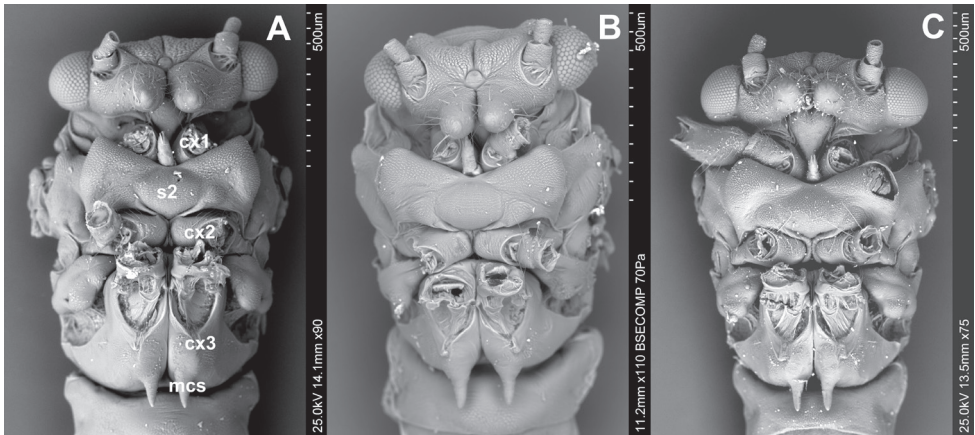 A
cx1
s2
cx2
cx3
mcs
500um
25.0kV 14.1mm x90
B
500um
11.2mm x110 BSECOMP 70Pa
C
500um
25.0kV 13.5mm x75